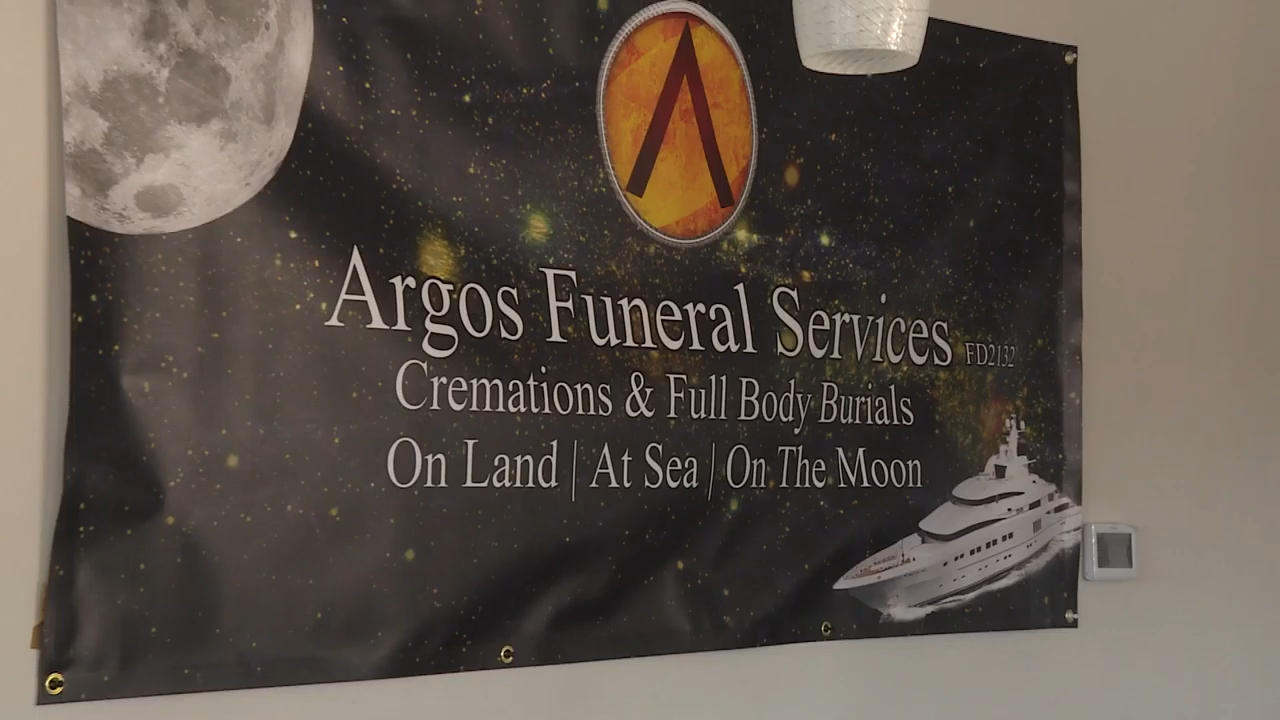 Λ
Argos Funeral Services FD2132
Cremations & Full Body Burials
On Land | At Sea | On The Moon